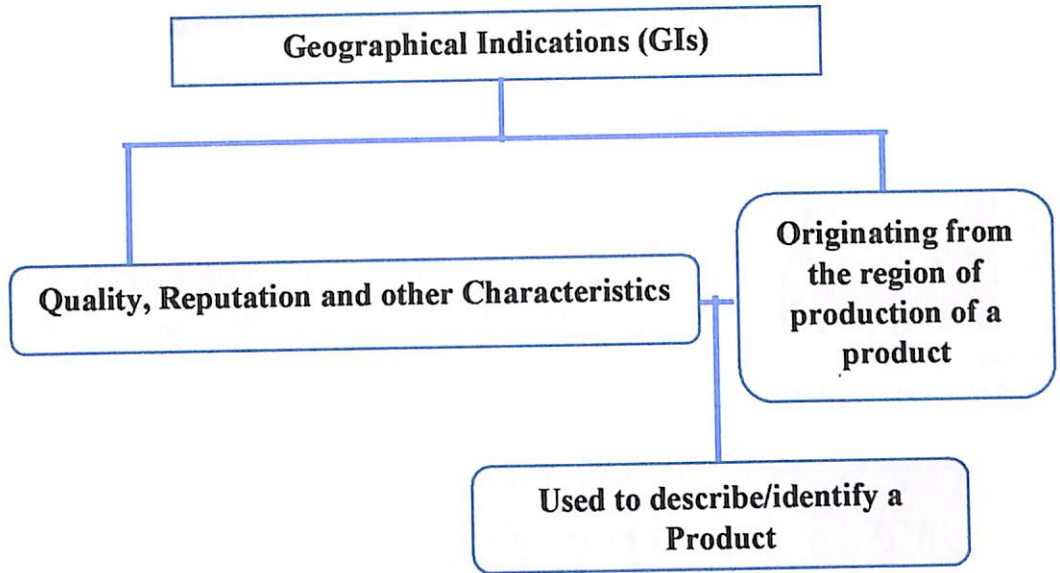 Geographical Indications (GIs)
Quality, Reputation and other Characteristics
Originating from
the region of
production of a
product
Used to describe/identify a
Product